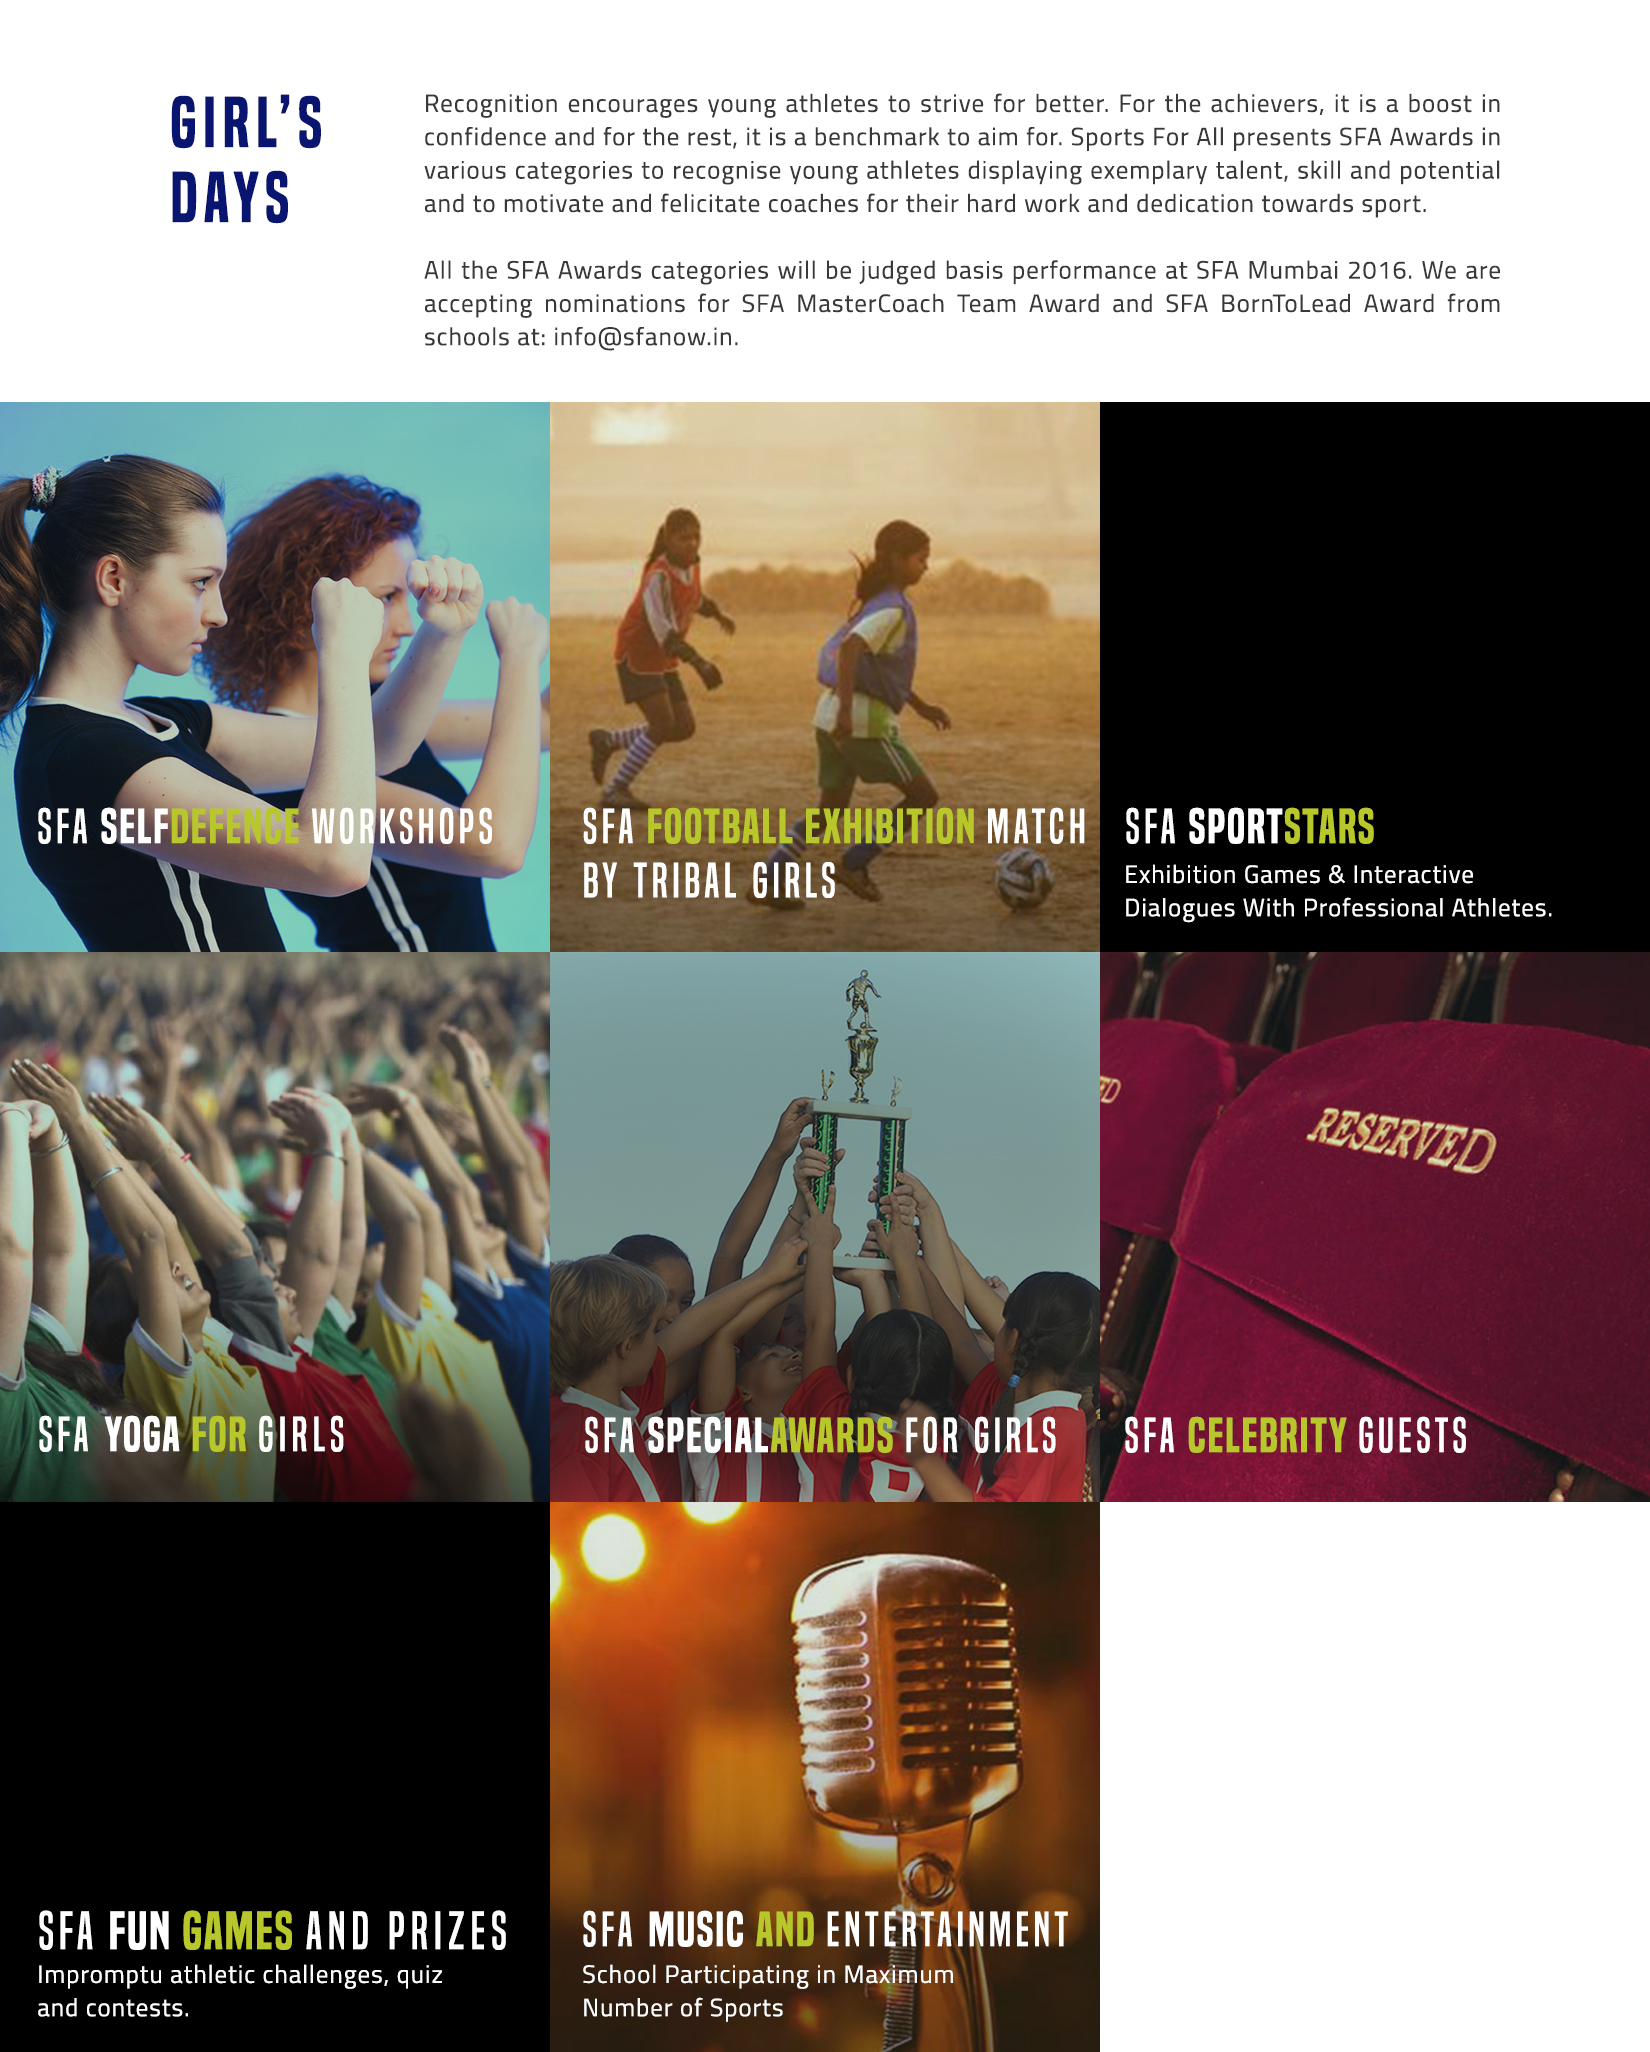 GIRL'S
DAYS
Recognition encourages young athletes to strive for better. For the achievers, it is a boost in
confidence and for the rest, it is a benchmark to aim for. Sports For All presents SFA Awards in
various categories to recognise young athletes displaying exemplary talent, skill and potential
and to motivate and felicitate coaches for their hard work and dedication towards sport.
All the SFA Awards categories will be judged basis performance at SFA Mumbai 2016. We are
accepting nominations for SFA MasterCoach Team Award and SFA BornToLead Award from
schools at: info@sfanow.in.
SFA SELFDEFENCE WORKSHOPS
SFA FOOTBALL EXHIBITION MATCH
BY TRIBAL GIRLS
SFA SPORTSTARS
Exhibition Games & Interactive
Dialogues With Professional Athletes.
SFA YOGA FOR GIRLS
SFA SPECIALAWARDS FOR GIRLS
ED
RESERVED
SFA CELEBRITY GUESTS
SFA FUN GAMES AND PRIZES
Impromptu athletic challenges, quiz
and contests.
SFA MUSIC AND ENTERTAINMENT
School Participating in Maximum
Number of Sports